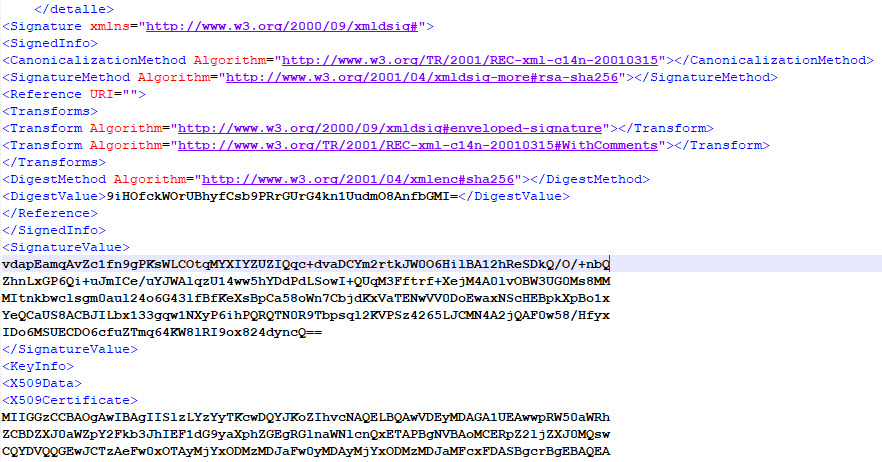 </detalle>
<Signature xmlns="http://www.w3.org/2000/09/xmldsig#">
<SignedInfo>
<CanonicalizationMethod Algorithm="http://www.w3.org/TR/2001/REC-xml-c14n-20010315"></CanonicalizationMethod>
<SignatureMethod Algorithm="http://www.w3.org/2001/04/xmldsig-more#rsa-sha256"></SignatureMethod>
<Reference URI="">
<Transforms>
<Transform Algorithm="http://www.w3.org/2000/09/xmldsig#enveloped-signature"></Transform>
<Transform Algorithm="http://www.w3.org/TR/2001/REC-xml-c14n-20010315#WithComments"></Transform>
</Transforms>
<DigestMethod Algorithm="http://www.w3.org/2001/04/xmlenc#sha256"></DigestMethod>
<DigestValue>9iHOfckWOrUBhyfCsb9PRrGUrG4kn1UudmO8AnfbGMI=</DigestValue>
</Reference>
</SignedInfo>
<SignatureValue>
vdapEamqAvZc1fn9gPKsWLCOtqMYXIYZUZIQqc+dvaDCYm2rtkJW0O6HilBA12hReSDkQ/O/+nbQ
ZhnLxGP6Qi+uJmICe/uYJWAlqzU14ww5hYDdPdLSowI+QUqM3Fftrf+XejM4A0lvOBW3UG0Ms8MM
MItnkbwclsgm0aul24o6G43lfBfKeXsBpCa58oWn7CbjdKxVaTENwVV0DoEwaxNScHEBpkXpBo1x
YeQCaUS8ACBJILbx133gqw1NXyP6ihPQRQTN0R9Tbpsql2KVPSz4265LJCMN4A2jQAF0w58/Hfyx
IDo6MSUECDO6cfuZTmq64KW8lRI9ox824dyncQ==
</SignatureValue>
<KeyInfo>
<X509Data>
<X509Certificate>
MIIGGzCCBAOgAwIBAgIISlzLYzYyTKcwDQYJKoZIhvcNAQELBQAwVDEyMDAGA1UEAwwpRW50aWRh
ZCBDZXJ0aWZpY2Fkb3JhIEF1dG9yaXphZGEgRGlnaWNlcnQxETAPBgNVBAoMCERpZ2ljZXJ0MQsw
CQYDVQQGEwJCTzAeFw0xOTAyMjYxODMzMDJaFw0yMDAyMjYxODMzMDJaMFcxFDASBgcrBgEBAQEA